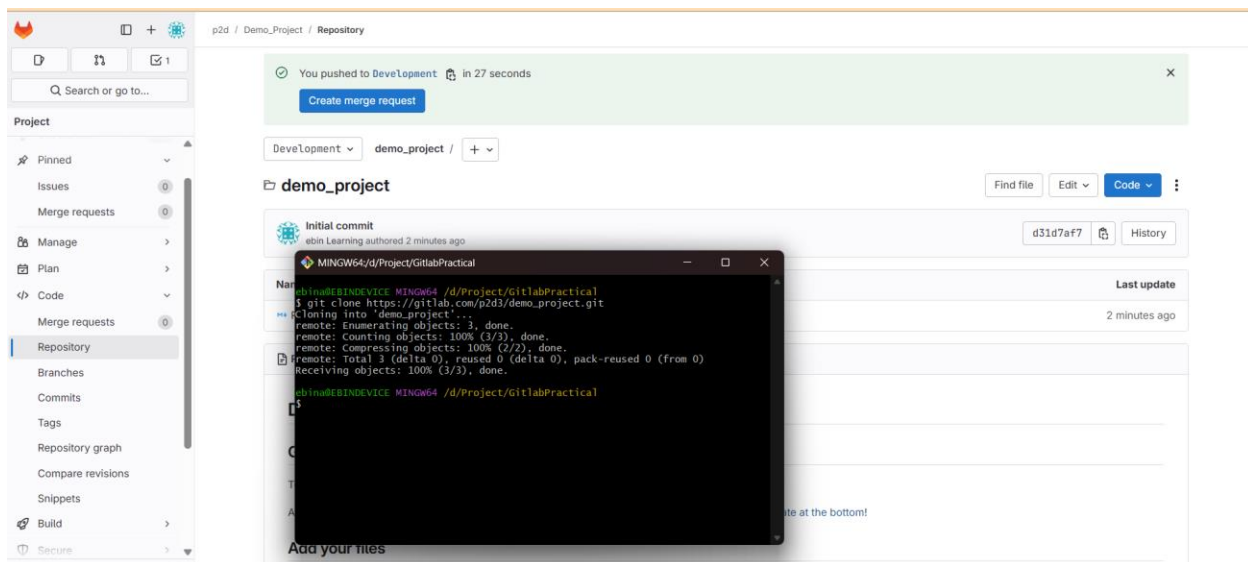 p2d / Demo_Project / Repository
1
Search or go to...
Project
Pinned
Issues 0
Merge requests 0
Manage
Plan
Code
Merge requests 0
Repository
Branches
Commits
Tags
Repository graph
Compare revisions
Snippets
Build
Secure
You pushed to Development in 27 seconds
Create merge request
Development demo_project /
demo_project
Find file Edit Code
Initial commit
ebin Learning authored 2 minutes ago
d31d7af7 History
Last update
2 minutes ago
MINGW64:/d/Project/GitlabPractical
ebina@EBINDEVICE MINGW64 /d/Project/GitlabPractical
$ git clone https://gitlab.com/p2d3/demo_project.git
Cloning into 'demo_project'...
remote: Enumerating objects: 3, done.
remote: Counting objects: 100% (3/3), done.
remote: Compressing objects: 100% (2/2), done.
remote: Total 3 (delta 0), reused 0 (delta 0), pack-reused 0 (from 0)
Receiving objects: 100% (3/3), done.
ebina@EBINDEVICE MINGW64 /d/Project/GitlabPractical
$
at the bottom!
Add your files